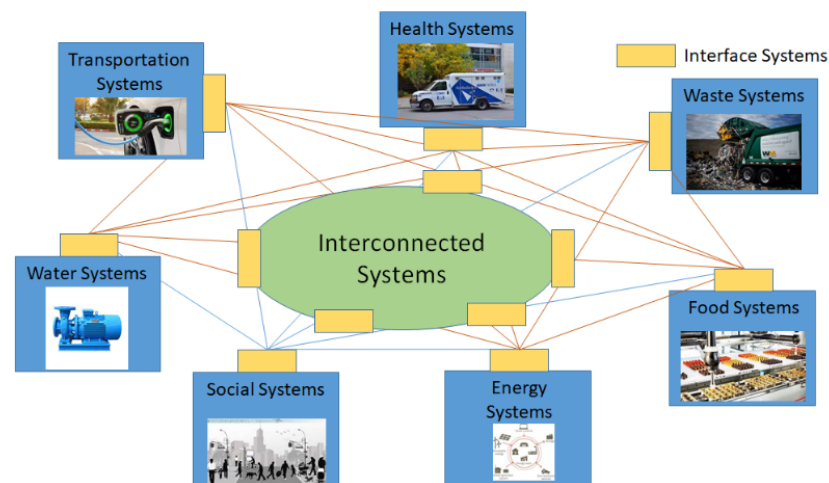 Health Systems
Interface Systems
Transportation
Systems
Waste Systems
Interconnected
Systems
Water Systems
Food Systems
Social Systems
Energy
Systems